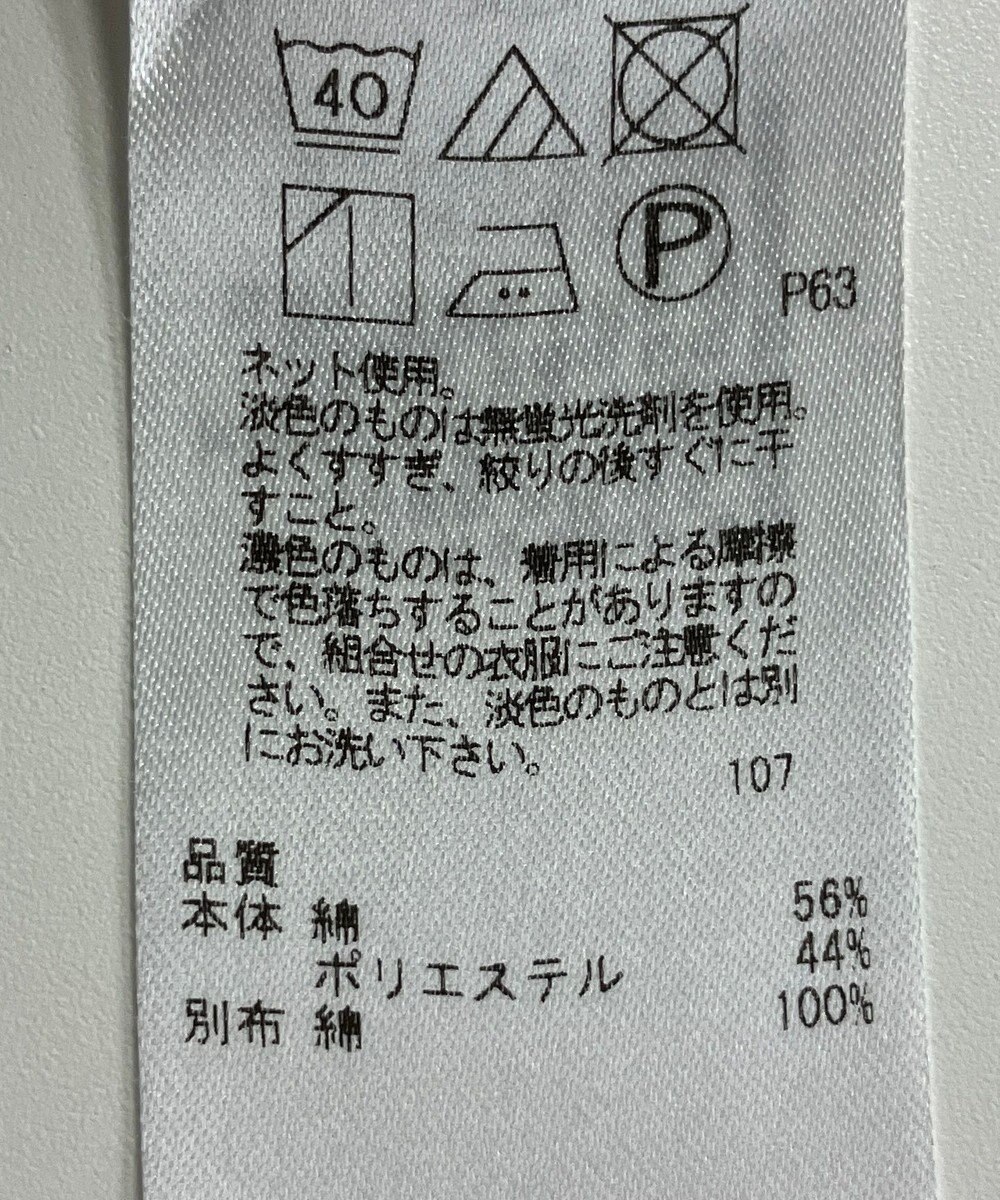 40
P
P63
ネット使用。
淡色のものは無蛍光洗剤を使用。
よくすすぎ、絞りの後すぐに干
すこと。
濃色のものは、着用による摩擦
で色落ちすることがありますの
で、組合せの衣服にご注意くだ
さい。また、淡色のものとは別
にお洗い下さい。
107
品質
本体 綿 56%
ポリエステル 44%
別布 綿 100%